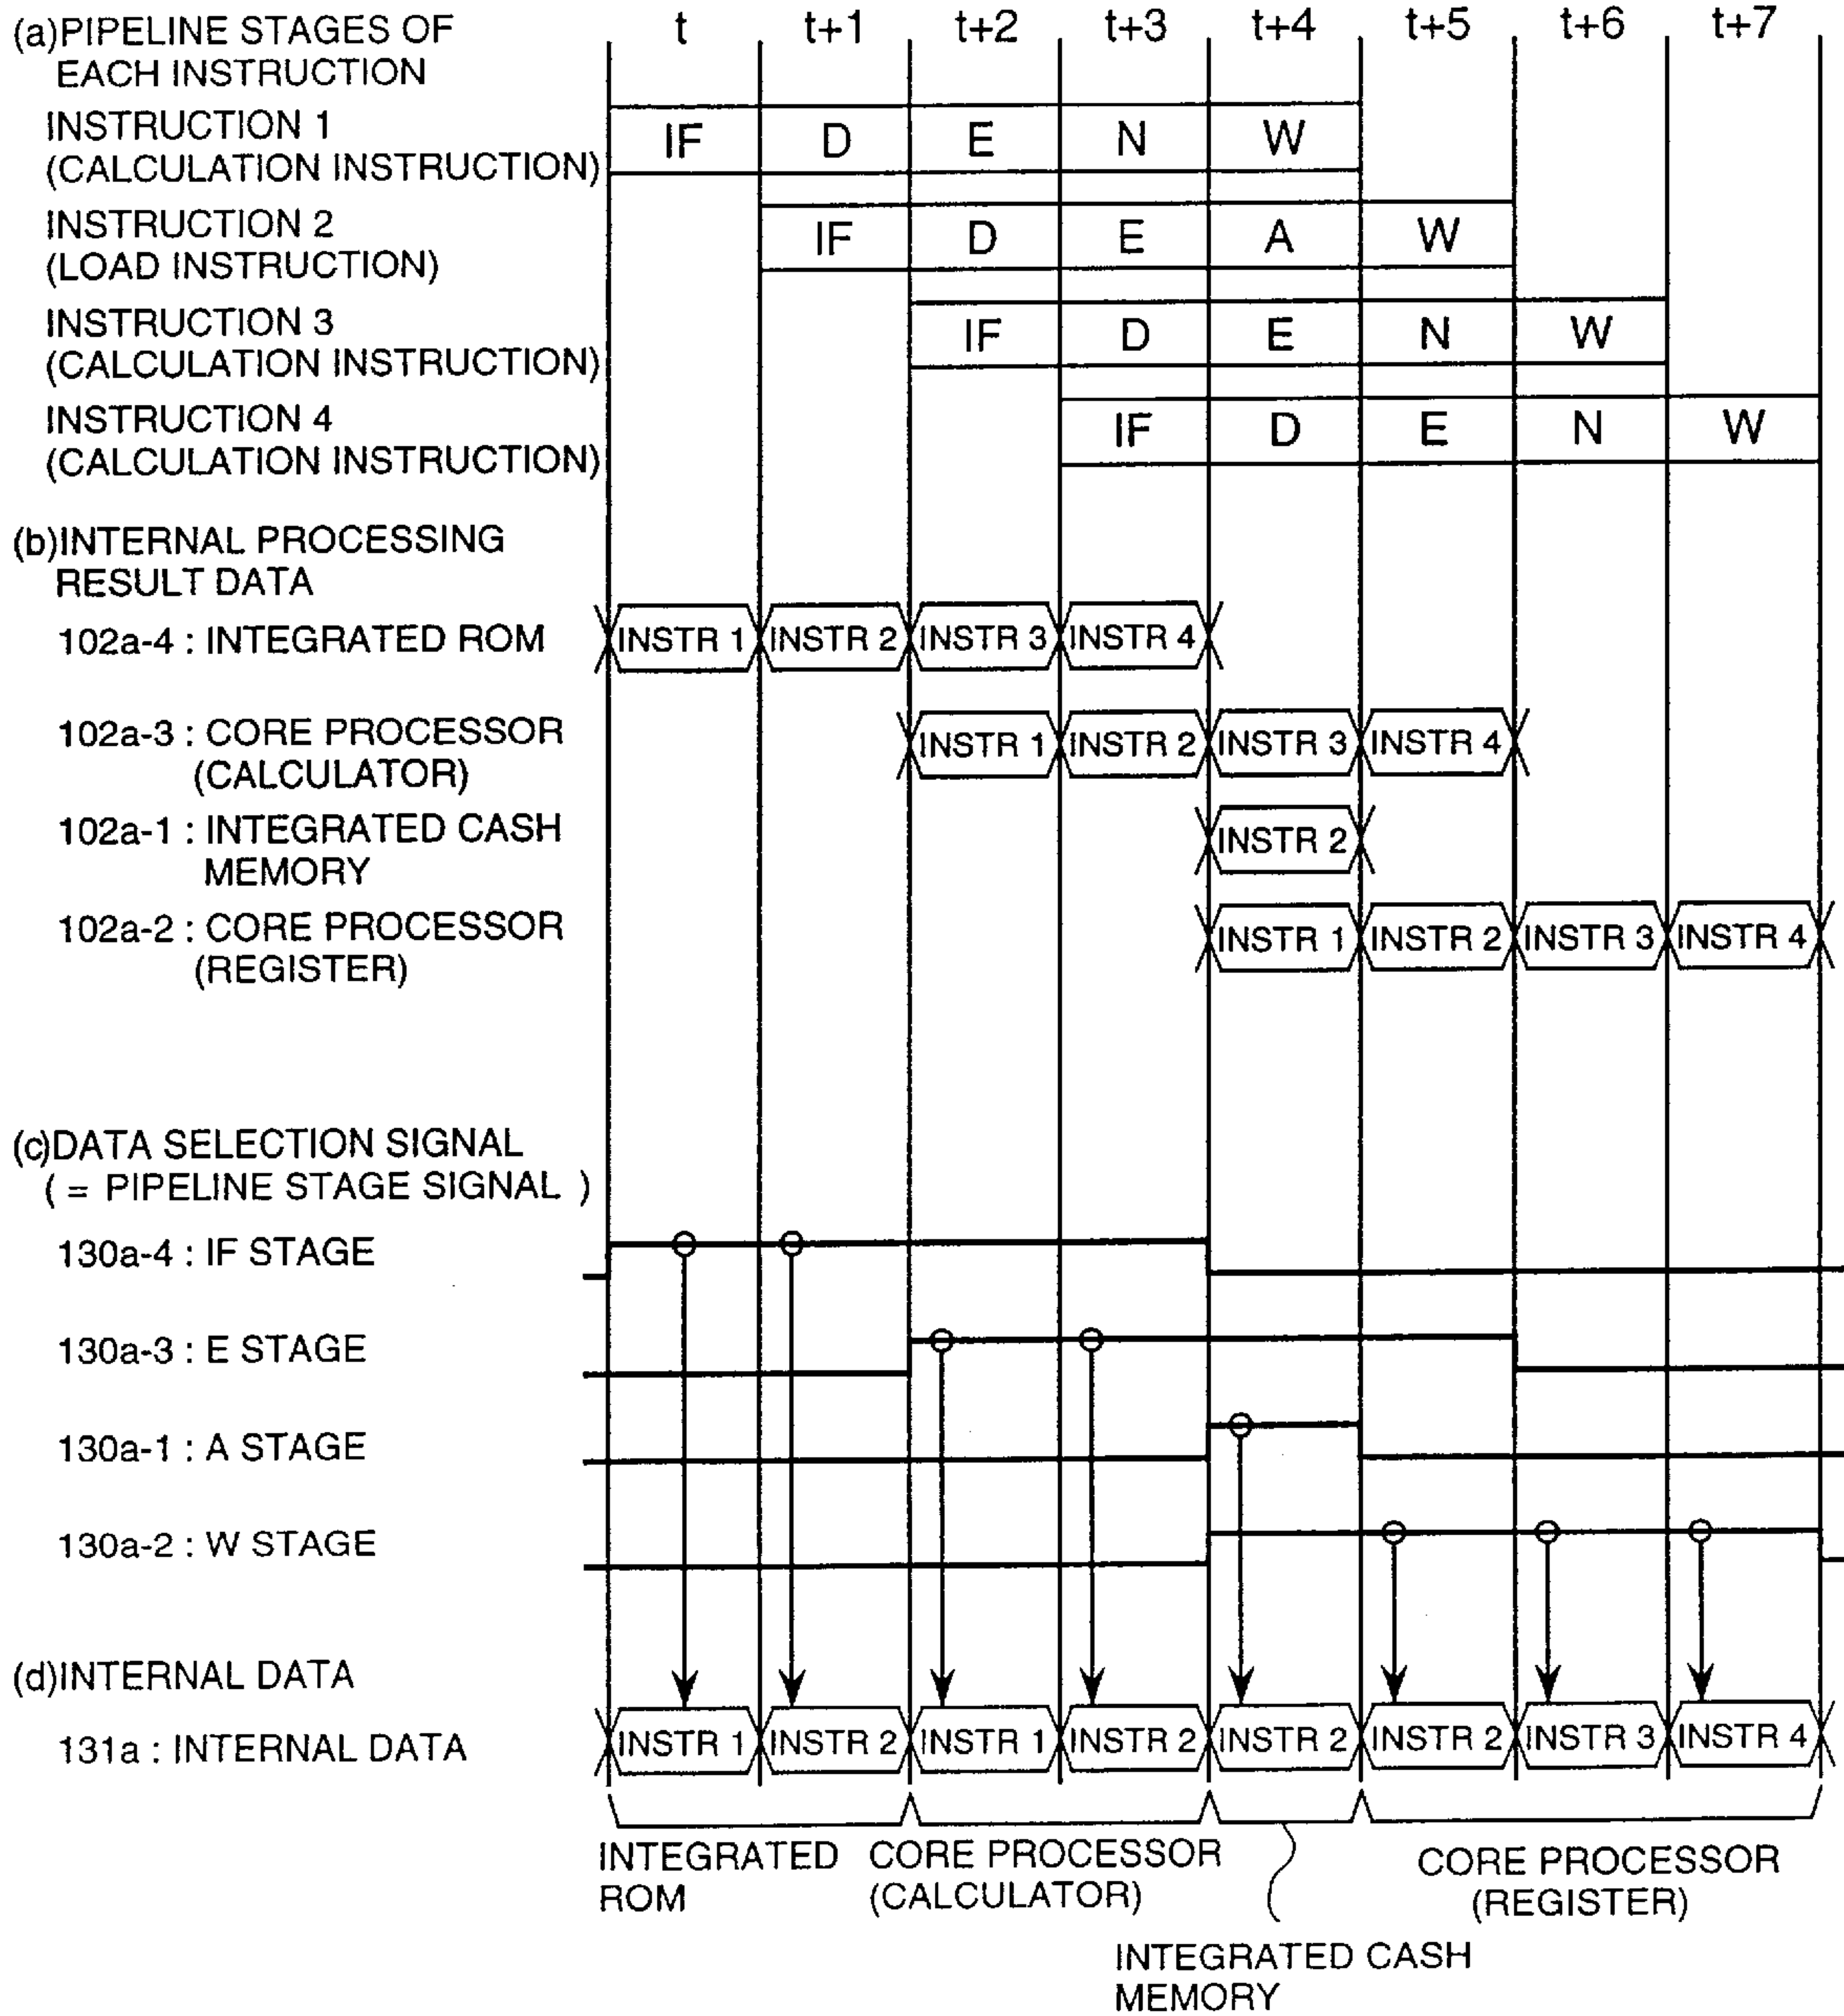 (a)PIPELINE STAGES OF
EACH INSTRUCTION
t t+1 t+2 t+3 t+4 t+5 t+6 t+7
INSTRUCTION 1
(CALCULATION INSTRUCTION)
IF D E N W
INSTRUCTION 2
(LOAD INSTRUCTION)
IF D E A W
INSTRUCTION 3
(CALCULATION INSTRUCTION)
IF D E N W
INSTRUCTION 4
(CALCULATION INSTRUCTION)
IF D E N W
(b)INTERNAL PROCESSING
RESULT DATA
102a-4 : INTEGRATED ROM
INSTR 1 INSTR 2 INSTR 3 INSTR 4
102a-3 : CORE PROCESSOR
(CALCULATOR)
INSTR 1 INSTR 2 INSTR 3 INSTR 4
102a-1 : INTEGRATED CASH
MEMORY
INSTR 2
102a-2 : CORE PROCESSOR
(REGISTER)
INSTR 1 INSTR 2 INSTR 3 INSTR 4
(c)DATA SELECTION SIGNAL
( = PIPELINE STAGE SIGNAL )
130a-4 : IF STAGE
130a-3 : E STAGE
130a-1 : A STAGE
130a-2 : W STAGE
(d)INTERNAL DATA
131a : INTERNAL DATA
INSTR 1 INSTR 2 INSTR 1 INSTR 2 INSTR 2 INSTR 2 INSTR 3 INSTR 4
INTEGRATED
ROM
CORE PROCESSOR
(CALCULATOR)
CORE PROCESSOR
(REGISTER)
INTEGRATED CASH
MEMORY